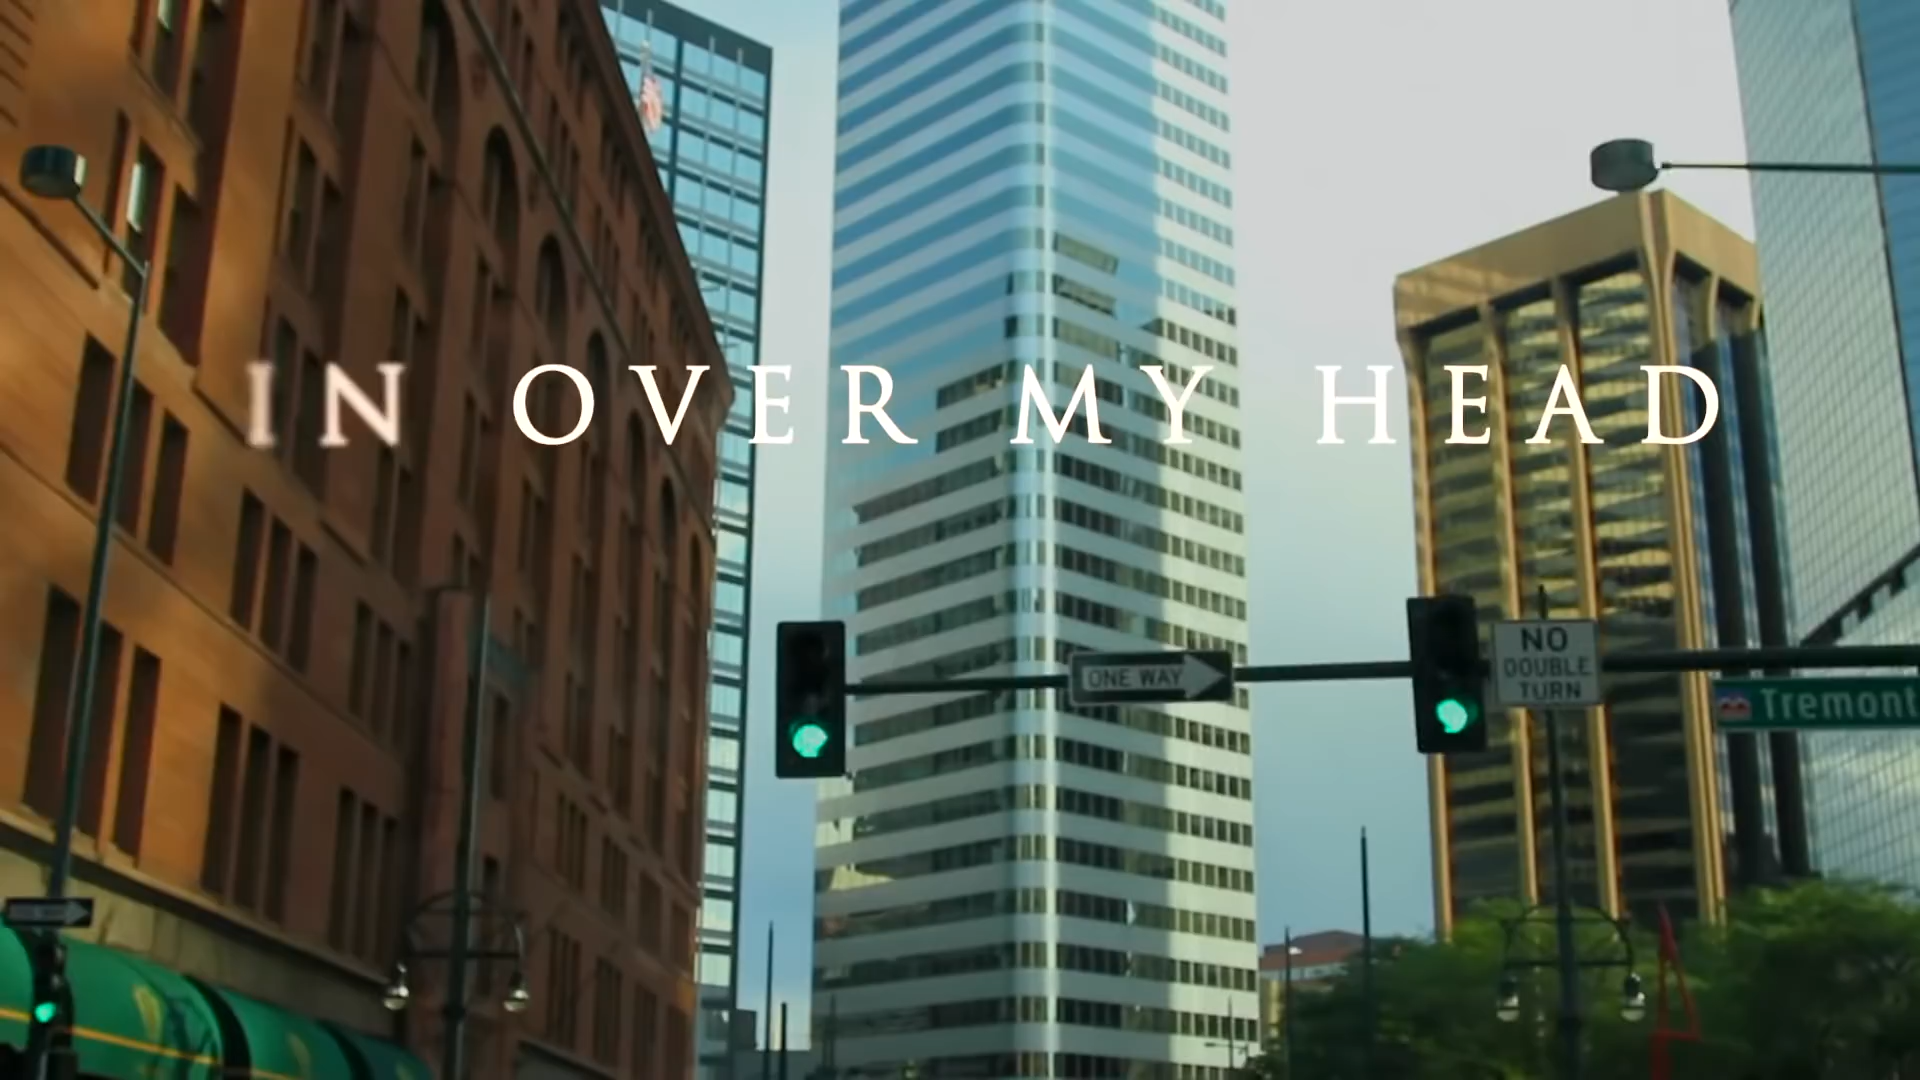 IN OVER MY HEAD
ONE WAY
NO
DOUBLE
TURN
Tremont